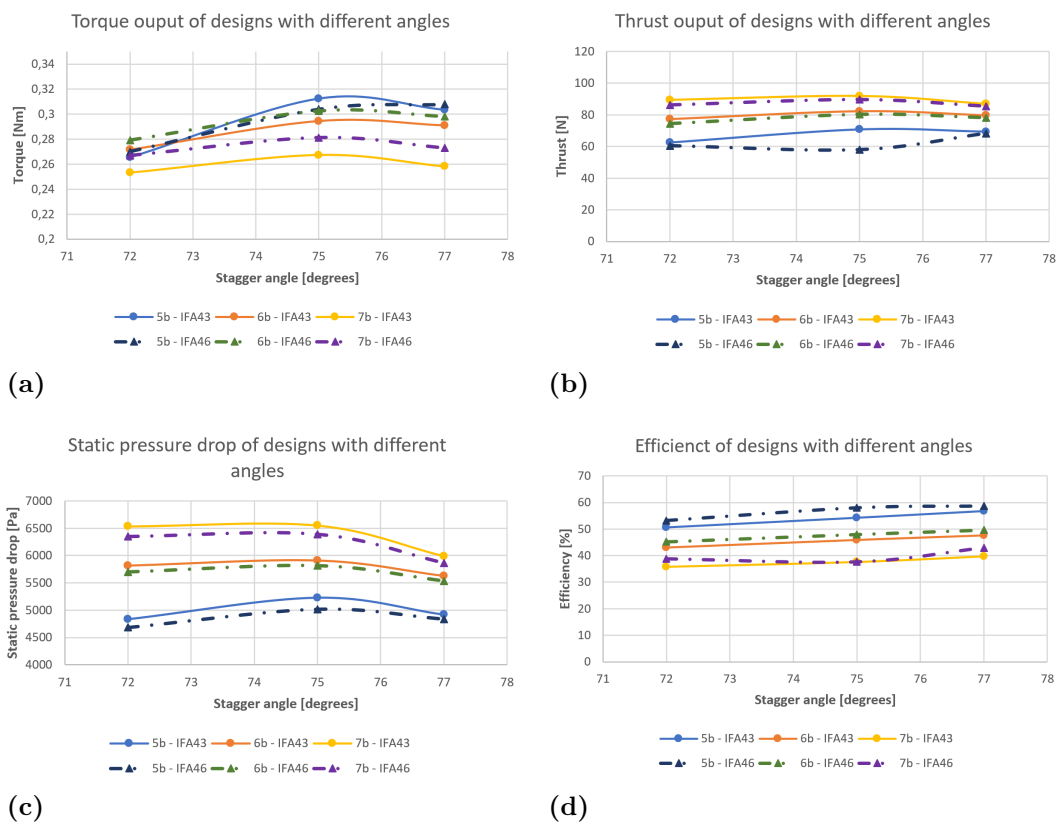 Torque ouput of designs with different angles
0,34
0,32
0,3
0,28
0,26
0,24
0,22
0,2
Torque [Nm]
71 72 73 74 75 76 77 78
Stagger angle [degrees]
5b - IFA43 6b - IFA43 7b - IFA43
5b - IFA46 6b - IFA46 7b - IFA46
(a)
Thrust ouput of designs with different angles
120
100
80
60
40
20
0
Thrust [N]
71 72 73 74 75 76 77 78
Stagger angle [degrees]
5b - IFA43 6b - IFA43 7b - IFA43
5b - IFA46 6b - IFA46 7b - IFA46
(b)
Static pressure drop of designs with different
angles
7000
6500
6000
5500
5000
4500
4000
Static pressure drop [Pa]
71 72 73 74 75 76 77 78
Stagger angle [degrees]
5b - IFA43 6b - IFA43 7b - IFA43
5b - IFA46 6b - IFA46 7b - IFA46
(c)
Efficienct of designs with different angles
70
60
50
40
30
20
10
0
Efficiency [%]
71 72 73 74 75 76 77 78
Stagger angle [degrees]
5b - IFA43 6b - IFA43 7b - IFA43
5b - IFA46 6b - IFA46 7b - IFA46
(d)